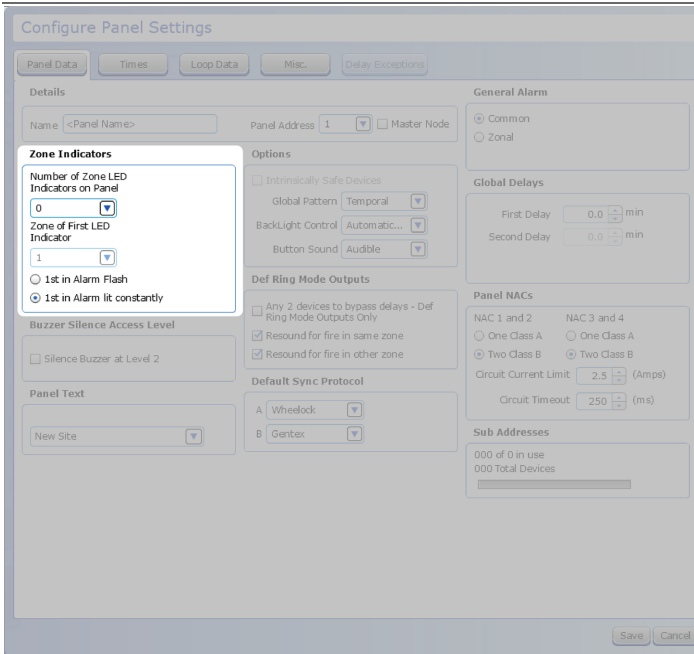 Configure Panel Settings
Panel Data
Times
Loop Data
Misc.
Delay Exceptions
Details
Name <Panel Name>
Panel Address 1
Master Node
Zone Indicators
Number of Zone LED
Indicators on Panel
0
Zone of First LED
Indicator
1
1st in Alarm Flash
1st in Alarm lit constantly
Buzzer Silence Access Level
Silence Buzzer at Level 2
Panel Text
New Site
Options
Intrinsically Safe Devices
Global Pattern Temporal
BackLight Control Automatic...
Button Sound Audible
Def Ring Mode Outputs
Any 2 devices to bypass delays - Def
Ring Mode Outputs Only
Resound for fire in same zone
Resound for fire in other zone
Default Sync Protocol
A Wheelock
B Gentex
General Alarm
Common
Zonal
Global Delays
First Delay 0.0 min
Second Delay 0.0 min
Panel NACs
NAC 1 and 2 NAC 3 and 4
One Class A One Class A
Two Class B Two Class B
Circuit Current Limit 2.5 (Amps)
Circuit Timeout 250 (ms)
Sub Addresses
000 of 0 in use
000 Total Devices
Save
Cancel